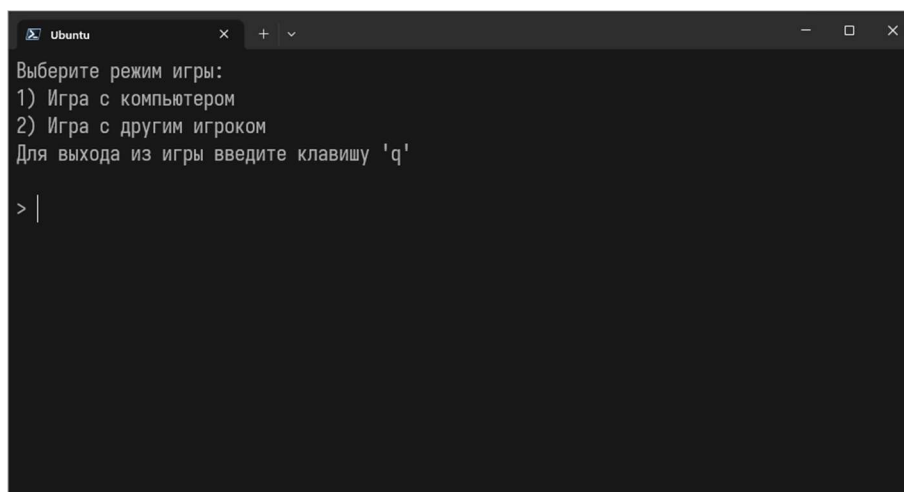 Ubuntu
Выберите режим игры:
1) Игра с компьютером
2) Игра с другим игроком
Для выхода из игры введите клавишу 'q'
>